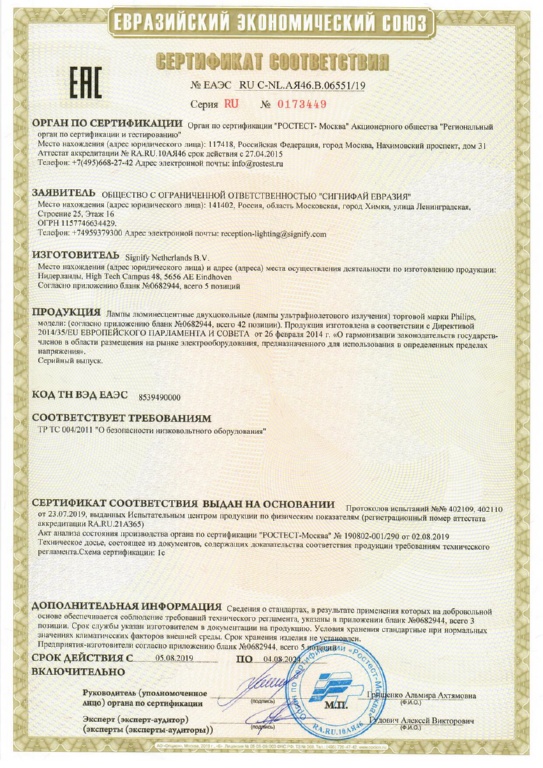 ЕВРАЗИЙСКИЙ ЭКОНОМИЧЕСКИЙ СОЮЗ
СЕРТИФИКАТ СООТВЕТСТВИЯ
EAC
№ ЕАЭС RU C-NL.АЯ46.В.06551/19
Серия RU № 0173449
ОРГАН ПО СЕРТИФИКАЦИИ Орган по сертификации "РОСТЕСТ- Москва" Акционерного общества "Региональный
орган по сертификации и тестированию"
Место нахождения (адрес юридического лица): 117418, Российская Федерация, город Москва, Нахимовский проспект, дом 31
Аттестат аккредитации № RA.RU.10АЯ46 срок действия с 27.04.2015
Телефон: +7(495)668-27-42 Адрес электронной почты: info@rostest.ru
ЗАЯВИТЕЛЬ ОБЩЕСТВО С ОГРАНИЧЕННОЙ ОТВЕТСТВЕННОСТЬЮ "СИГНИФАЙ ЕВРАЗИЯ"
Место нахождения (адрес юридического лица): 141402, Россия, область Московская, город Химки, улица Ленинградская,
Строение 25, Этаж 16
ОГРН 1157746634429.
Телефон: +74959379300 Адрес электронной почты: reception-lighting@signify.com
ИЗГОТОВИТЕЛЬ Signify Netherlands B.V.
Место нахождения (адрес юридического лица) и адрес (адреса) места осуществления деятельности по изготовлению продукции:
Нидерланды, High Tech Campus 48, 5656 AE Eindhoven
Согласно приложению бланк №0682944, всего 5 позиций
ПРОДУКЦИЯ Лампы люминесцентные двухцокольные (лампы ультрафиолетового излучения) торговой марки Philips,
модели: (согласно приложению бланк №0682944, всего 42 позиции). Продукция изготовлена в соответствии с Директивой
2014/35/EU ЕВРОПЕЙСКОГО ПАРЛАМЕНТА И СОВЕТА от 26 февраля 2014 г. «О гармонизации законодательств государств-
членов в области размещения на рынке электрооборудования, предназначенного для использования в определенных пределах
напряжения».
Серийный выпуск.
КОД ТН ВЭД ЕАЭС 8539490000
СООТВЕТСТВУЕТ ТРЕБОВАНИЯМ
ТР ТС 004/2011 "О безопасности низковольтного оборудования"
СЕРТИФИКАТ СООТВЕТСТВИЯ ВЫДАН НА ОСНОВАНИИ Протоколов испытаний №№ 402109, 402110
от 23.07.2019, выданных Испытательным центром продукции по физическим показателям (регистрационный номер аттестата
аккредитации RA.RU.21АЗ65)
Акт анализа состояния производства органа по сертификации "РОСТЕСТ-Москва" № 190802-001/290 от 02.08.2019
Техническое досье, состоящее из документов, содержащих доказательства соответствия продукции требованиям технического
регламента.Схема сертификации: 1с
ДОПОЛНИТЕЛЬНАЯ ИНФОРМАЦИЯ Сведения о стандартах, в результате применения которых на добровольной
основе обеспечивается соблюдение требований технического регламента, указаны в приложении бланк №0682944, всего 3
позиции. Срок службы указан изготовителем в документации на продукцию. Условия хранения стандартные при нормальных
значениях климатических факторов внешней среды. Срок хранения изделия не установлен.
Предприятия-изготовители согласно приложению бланк №0682944, всего 5 позиций
СРОК ДЕЙСТВИЯ С 05.08.2019 ПО 04.08.
ВКЛЮЧИТЕЛЬНО
Руководитель (уполномоченное
лицо) органа по сертификации (подпись) М.П. Грищенко Альмира Ахтямовна (Ф.И.О.)
Эксперт (эксперт-аудитор)
(эксперты (эксперты-аудиторы)) (подпись) Гудович Алексей Викторович (Ф.И.О.)
RA.RU.10АЯ46